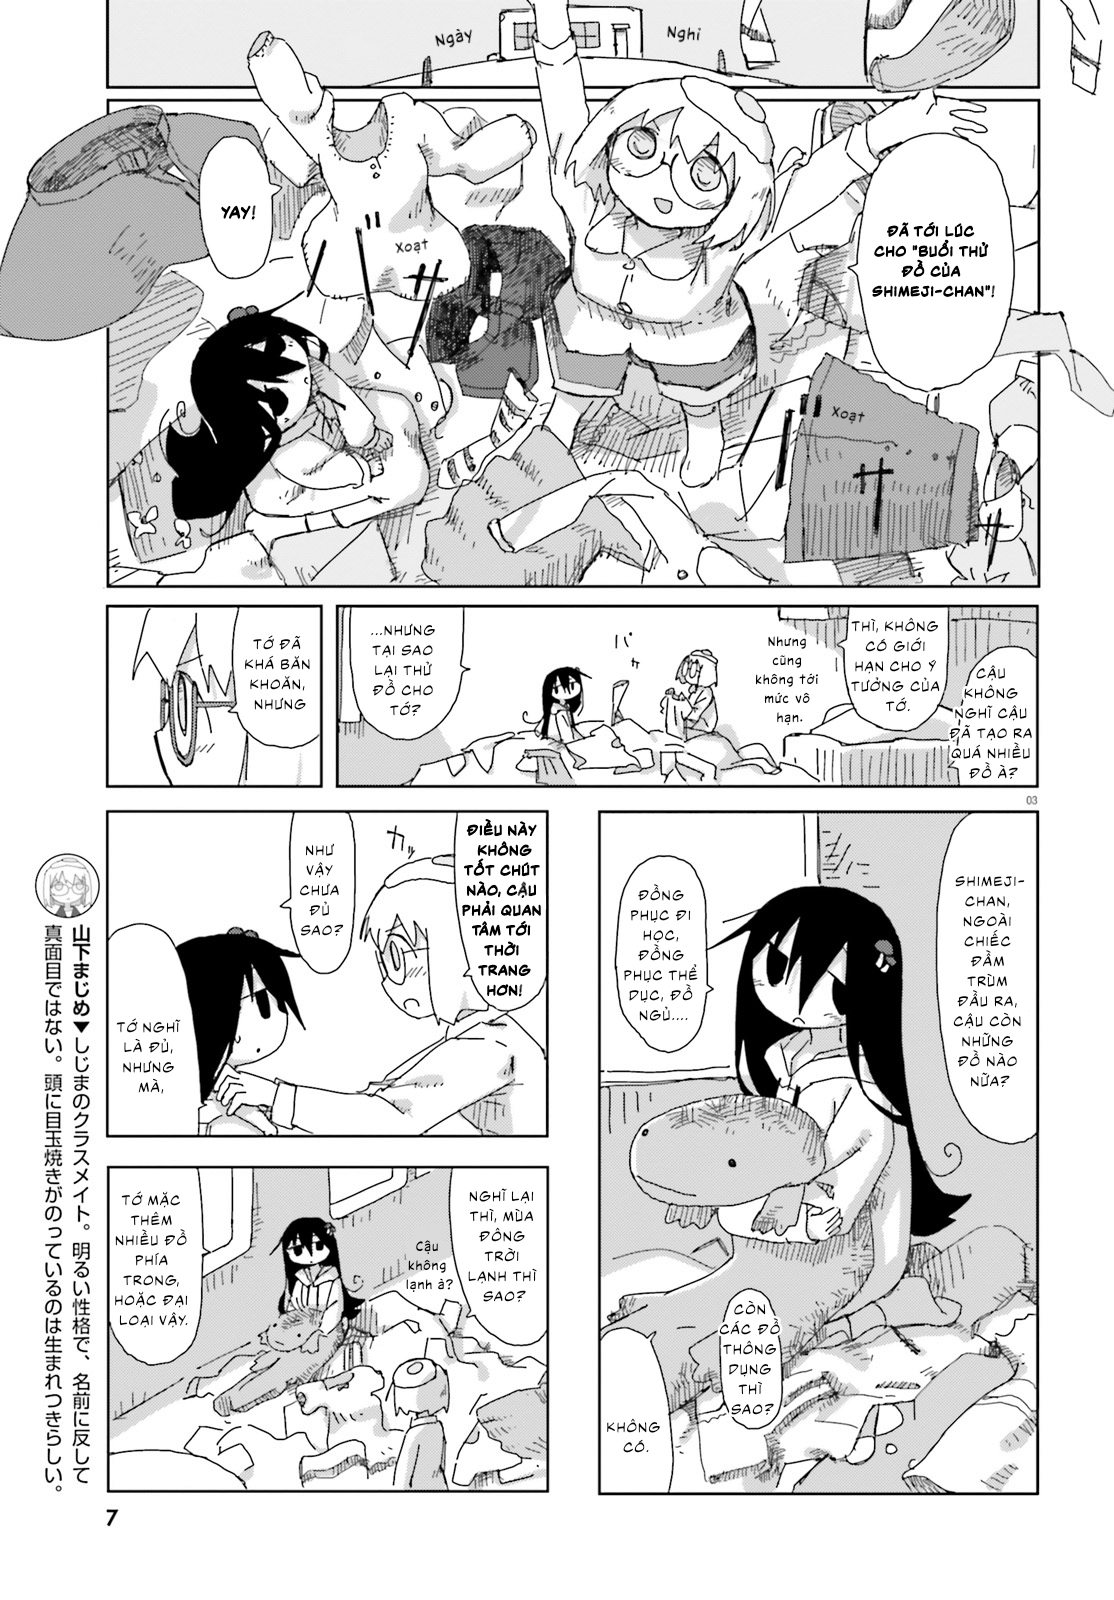 Ngày
Nghỉ
ĐÃ TỚI LÚC
CHO "BUỔI THỬ
ĐỒ CỦA
SHIMEJI-CHAN"!
YAY!
Xoạt
Xoạt
CẬU
KHÔNG
NGHĨ CẬU
ĐÃ TẠO RA
QUÁ NHIỀU
ĐỒ À?
THÌ, KHÔNG
CÓ GIỚI
HẠN CHO Ý
TƯỞNG CỦA
TỚ.
Nhưng
cũng
không tới
mức vô
hạn.
パ
カ
...NHƯNG
TẠI SAO
LẠI THỬ
ĐỒ CHO
TỚ?
TỚ ĐÃ
KHÁ BĂN
KHOĂN,
NHƯNG
03
SHIMEJI-
CHAN,
NGOÀI
CHIẾC
ĐẦM
TRÙM
ĐẦU RA,
CẬU CÒN
NHỮNG
ĐỒ NÀO
NỮA?
ĐỒNG
PHỤC ĐI
HỌC,
ĐỒNG
PHỤC THỂ
DỤC, ĐỒ
NGỦ....
CÒN
CÁC ĐỒ
THÔNG
DỤNG
THÌ
SAO?
KHÔNG
CÓ.
ĐIỀU NÀY
KHÔNG
TỐT CHÚT
NÀO, CẬU
PHẢI QUAN
TÂM TỚI
THỜI
TRANG
HƠN!
ガッ
NHƯ
VẬY CHƯA
ĐỦ
SAO?
TỚ NGHĨ
LÀ ĐỦ,
NHƯNG
MÀ,
NGHĨ LẠI
THÌ, MÙA
ĐÔNG
TRỜI
LẠNH THÌ
SAO?
Cậu
không
lạnh à?
TỚ MẶC
THÊM
NHIỀU ĐỒ
PHÍA
TRONG,
HOẶC ĐẠI
LOẠI VẬY.
山下まじめ▼しじまのクラスメイト。明るい性格で、名前に反して
真面目ではない。頭に目玉焼きがのっているのは生まれつきらしい。
7